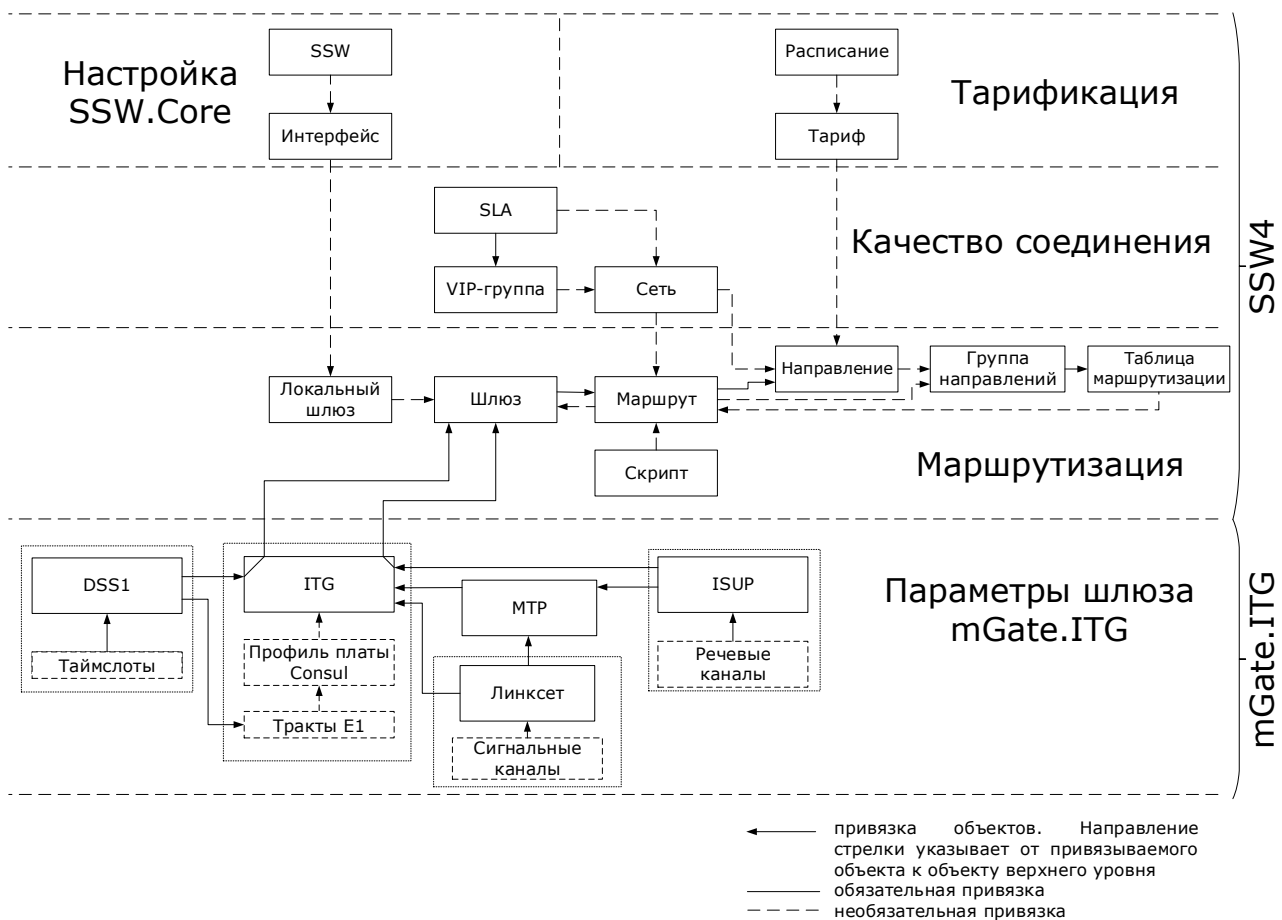 Настройка
SSW.Core
SSW
Интерфейс
Расписание
Тариф
Тарификация
SLA
VIP-группа
Сеть
Качество соединения
SSW4
Локальный
шлюз
Шлюз
Маршрут
Направление
Группа
направлений
Таблица
маршрутизации
Скрипт
Маршрутизация
DSS1
Таймслоты
ITG
Профиль платы
Consul
Тракты E1
MTP
Линксет
Сигнальные
каналы
ISUP
Речевые
каналы
Параметры шлюза
mGate.ITG
mGate.ITG
привязка объектов. Направление
стрелки указывает от привязываемого
объекта к объекту верхнего уровня
обязательная привязка
необязательная привязка